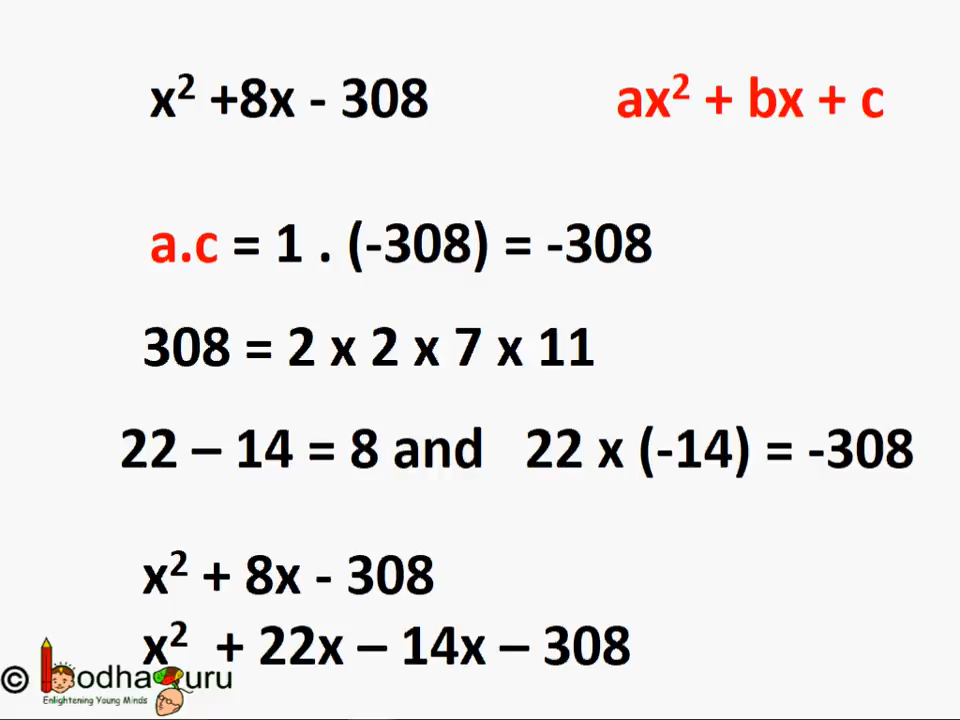 x² +8x - 308 ax² + bx + c
a.c = 1 . (-308) = -308
308 = 2 x 2 x 7 x 11
22 – 14 = 8 and 22 x (-14) = -308
x² + 8x - 308
x² + 22x – 14x – 308
© BodhaGuru
Enlightening Young Minds